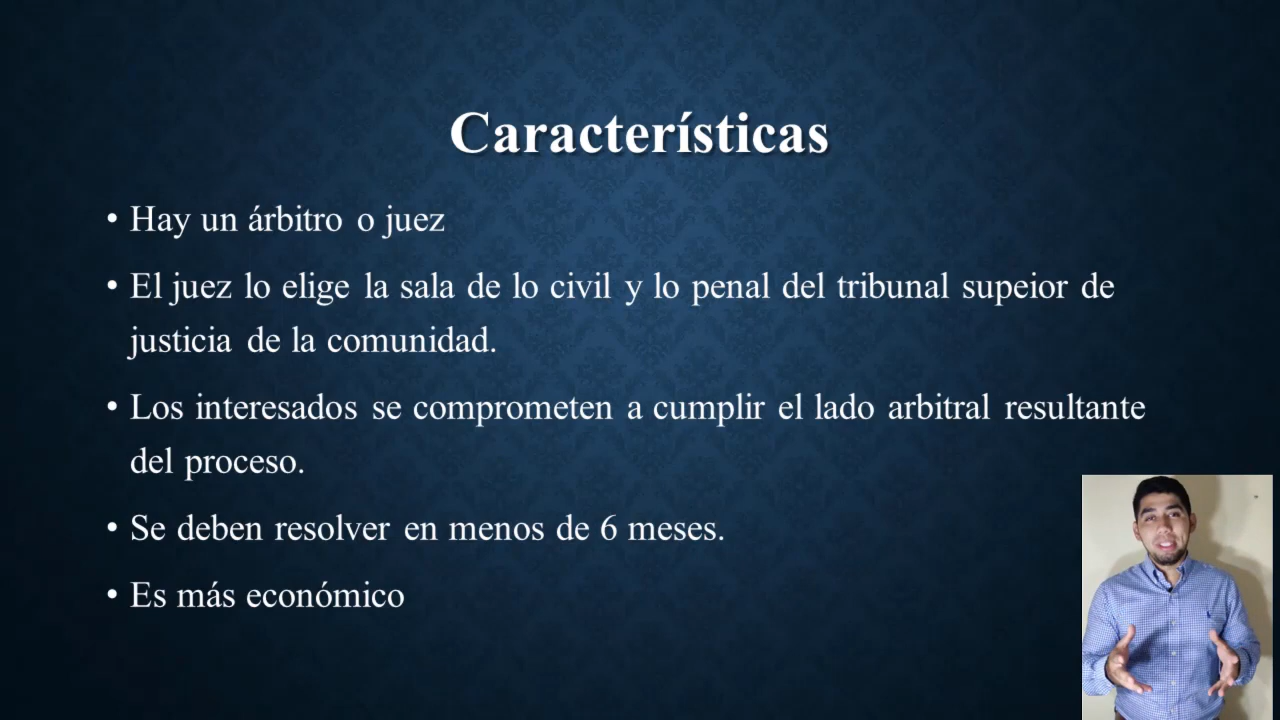 Características
• Hay un árbitro o juez
• El juez lo elige la sala de lo civil y lo penal del tribunal supeior de
justicia de la comunidad.
• Los interesados se comprometen a cumplir el lado arbitral resultante
del proceso.
• Se deben resolver en menos de 6 meses.
• Es más económico